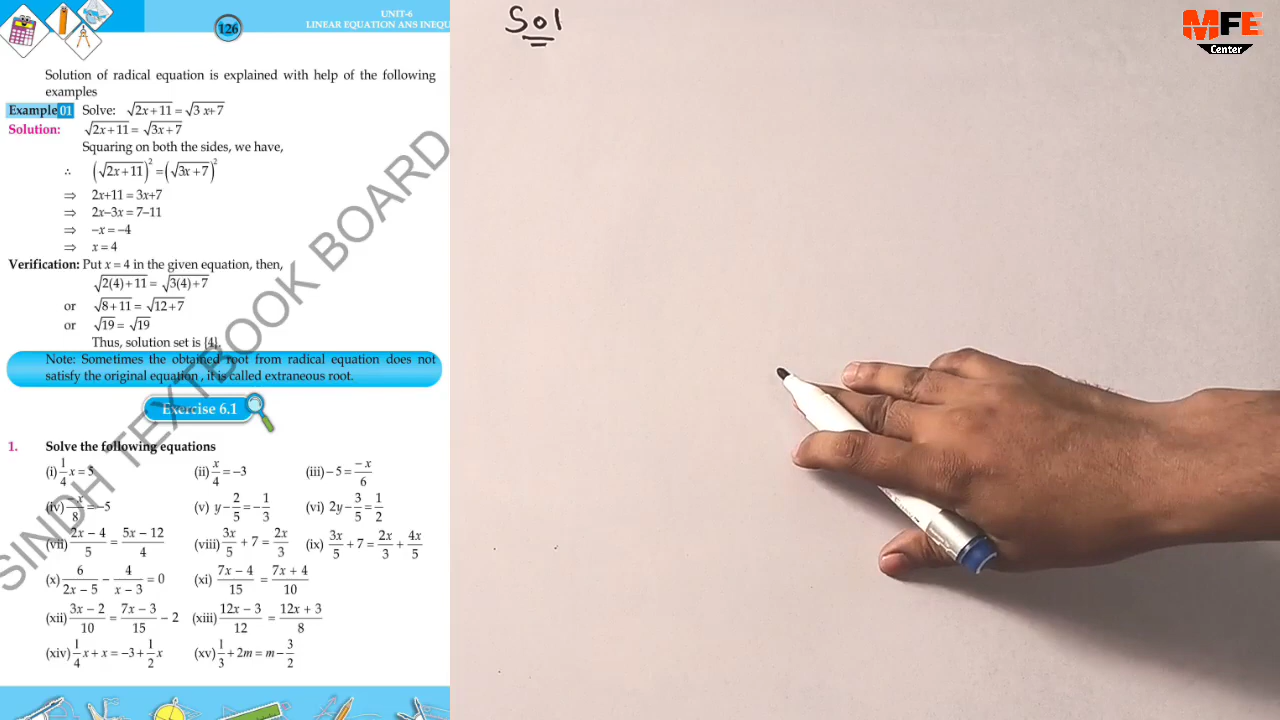 UNIT-6
LINEAR EQUATION ANS INEQU
126
Solution of radical equation is explained with help of the following
examples
Example 01 Solve: √(2x+11) = √(3x+7)
Solution: √(2x+11) = √(3x+7)
Squaring on both the sides, we have,
∴ (√(2x+11))² = (√(3x+7))²
⇒ 2x+11 = 3x+7
⇒ 2x−3x = 7−11
⇒ −x = −4
⇒ x = 4
Verification: Put x = 4 in the given equation, then,
√(2(4)+11) = √(3(4)+7)
or √(8+11) = √(12+7)
or √19 = √19
Thus, solution set is {4}.
Note: Sometimes the obtained root from radical equation does not
satisfy the original equation , it is called extraneous root.
Exercise 6.1
1. Solve the following equations
(i) 1/4 x = 5 (ii) x/4 = −3 (iii) −5 = −x/6
(iv) −x/8 = −5 (v) y − 2/5 = −1/3 (vi) 2y − 3/5 = 1/2
(vii) (2x − 4)/5 = (5x − 12)/4 (viii) 3x/5 + 7 = 2x/3 (ix) 3x/5 + 7 = 2x/3 + 4x/5
(x) 6/(2x − 5) − 4/(x − 3) = 0 (xi) (7x − 4)/15 = (7x + 4)/10
(xii) (3x − 2)/10 = (7x − 3)/15 − 2 (xiii) (12x − 3)/12 = (12x + 3)/8
(xiv) 1/4 x + x = −3 + 1/2 x (xv) 1/3 + 2m = m − 3/2
SINDH TEXTBOOK BOARD
Sol
MFE
Center